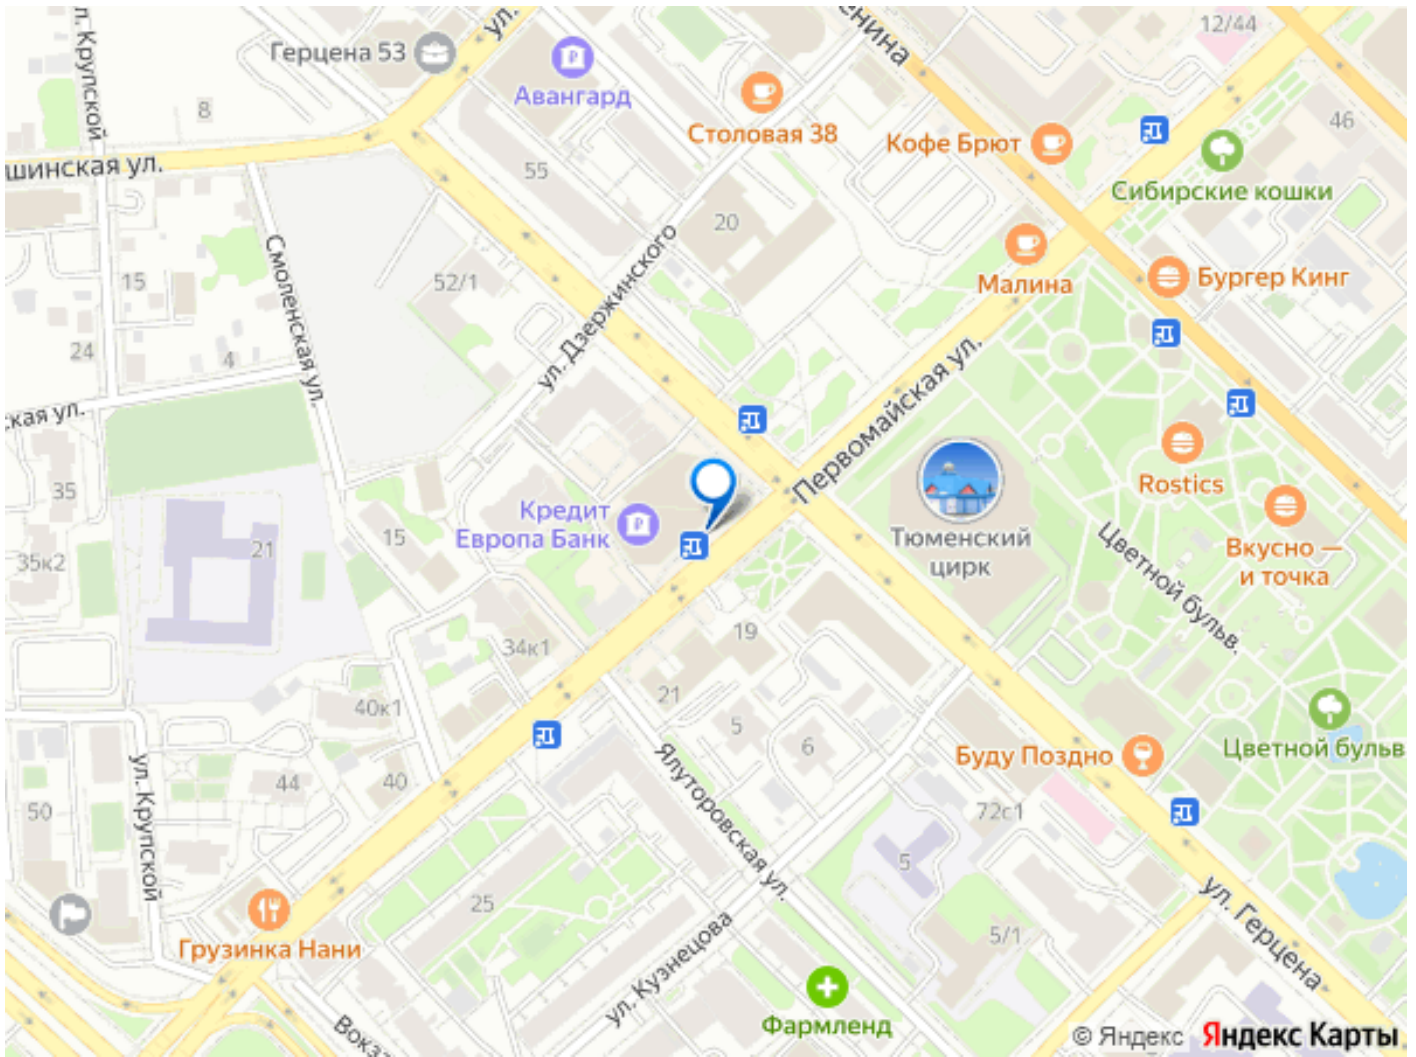 л. Крупской
Герцена 53
ул.
Авангард
енина
12/44
8
Столовая 38
Кофе Брют
46
шинская ул.
55
Сибирские кошки
20
Смоленская ул.
15
52/1
ул. Дзержинского
Малина
Бургер Кинг
24
4
Первомайская ул.
ская ул.
35
Rostics
Кредит
Европа Банк
Тюменский
цирк
Цветной бульв.
Вкусно —
и точка
15
21
35к2
19
34к1
21
40к1
5
6
Ялуторовская ул.
Буду Поздно
Цветной бульв
ул. Крупской
44
40
50
72с1
5
25
ул. Герцена
Грузинка Нани
ул. Кузнецова
5/1
Фармленд
Вокза
© Яндекс Яндекс Карты